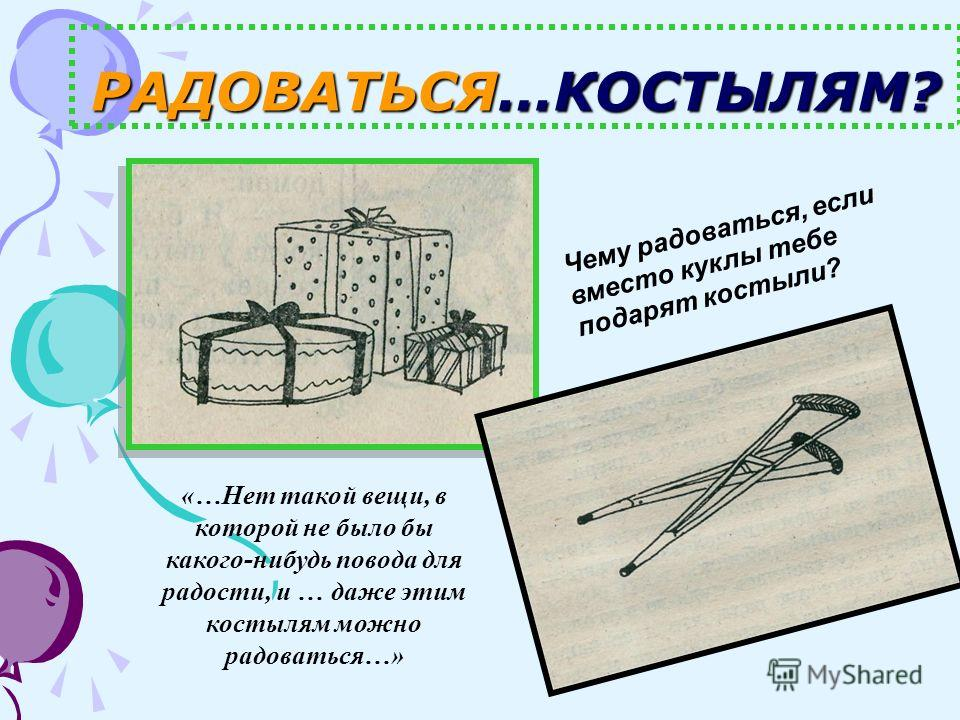 РАДОВАТЬСЯ…КОСТЫЛЯМ?
Чему радоваться, если
вместо куклы тебе
подарят костыли?
«…Нет такой вещи, в
которой не было бы
какого-нибудь повода для
радости, и … даже этим
костылям можно
радоваться…»
MyShared